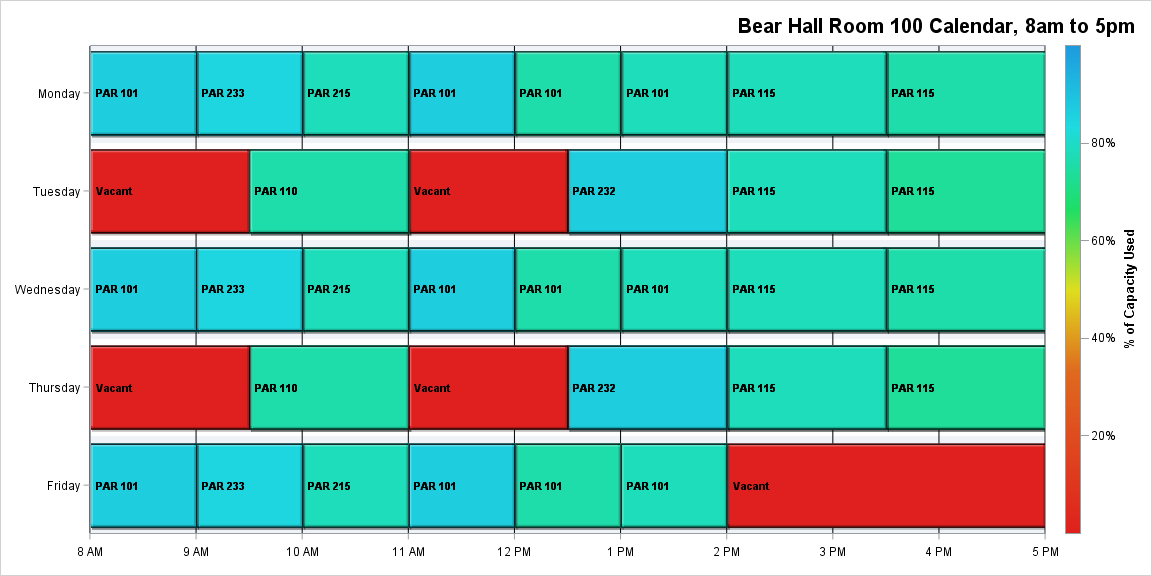 Bear Hall Room 100 Calendar, 8am to 5pm
Monday
PAR 101
PAR 233
PAR 215
PAR 101
PAR 101
PAR 101
PAR 115
PAR 115
Tuesday
Vacant
PAR 110
Vacant
PAR 232
PAR 115
PAR 115
Wednesday
PAR 101
PAR 233
PAR 215
PAR 101
PAR 101
PAR 101
PAR 115
PAR 115
Thursday
Vacant
PAR 110
Vacant
PAR 232
PAR 115
PAR 115
Friday
PAR 101
PAR 233
PAR 215
PAR 101
PAR 101
PAR 101
Vacant
8 AM
9 AM
10 AM
11 AM
12 PM
1 PM
2 PM
3 PM
4 PM
5 PM
80%
60%
40%
20%
% of Capacity Used